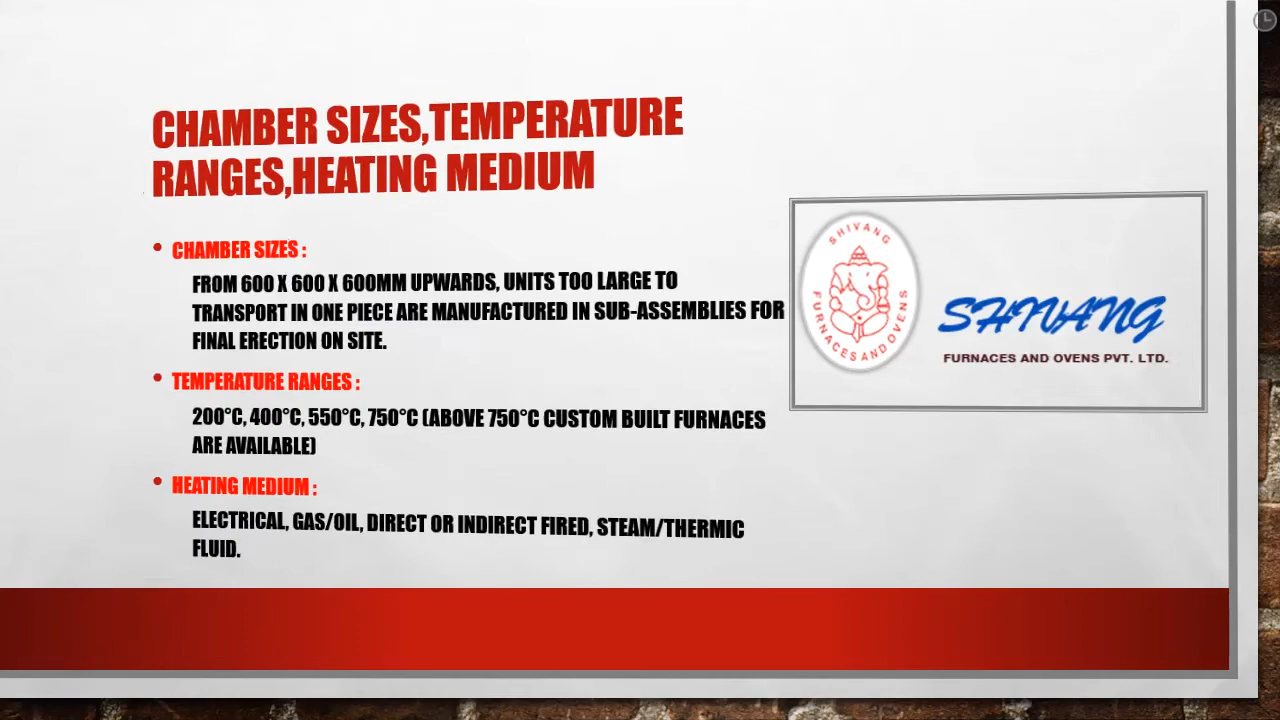 CHAMBER SIZES,TEMPERATURE
RANGES,HEATING MEDIUM
• CHAMBER SIZES :
FROM 600 X 600 X 600MM UPWARDS, UNITS TOO LARGE TO
TRANSPORT IN ONE PIECE ARE MANUFACTURED IN SUB-ASSEMBLIES FOR
FINAL ERECTION ON SITE.
• TEMPERATURE RANGES :
200°C, 400°C, 550°C, 750°C (ABOVE 750°C CUSTOM BUILT FURNACES
ARE AVAILABLE)
• HEATING MEDIUM :
ELECTRICAL, GAS/OIL, DIRECT OR INDIRECT FIRED, STEAM/THERMIC
FLUID.
SHIVANG
FURNACES AND OVENS
SHIVANG
FURNACES AND OVENS PVT. LTD.